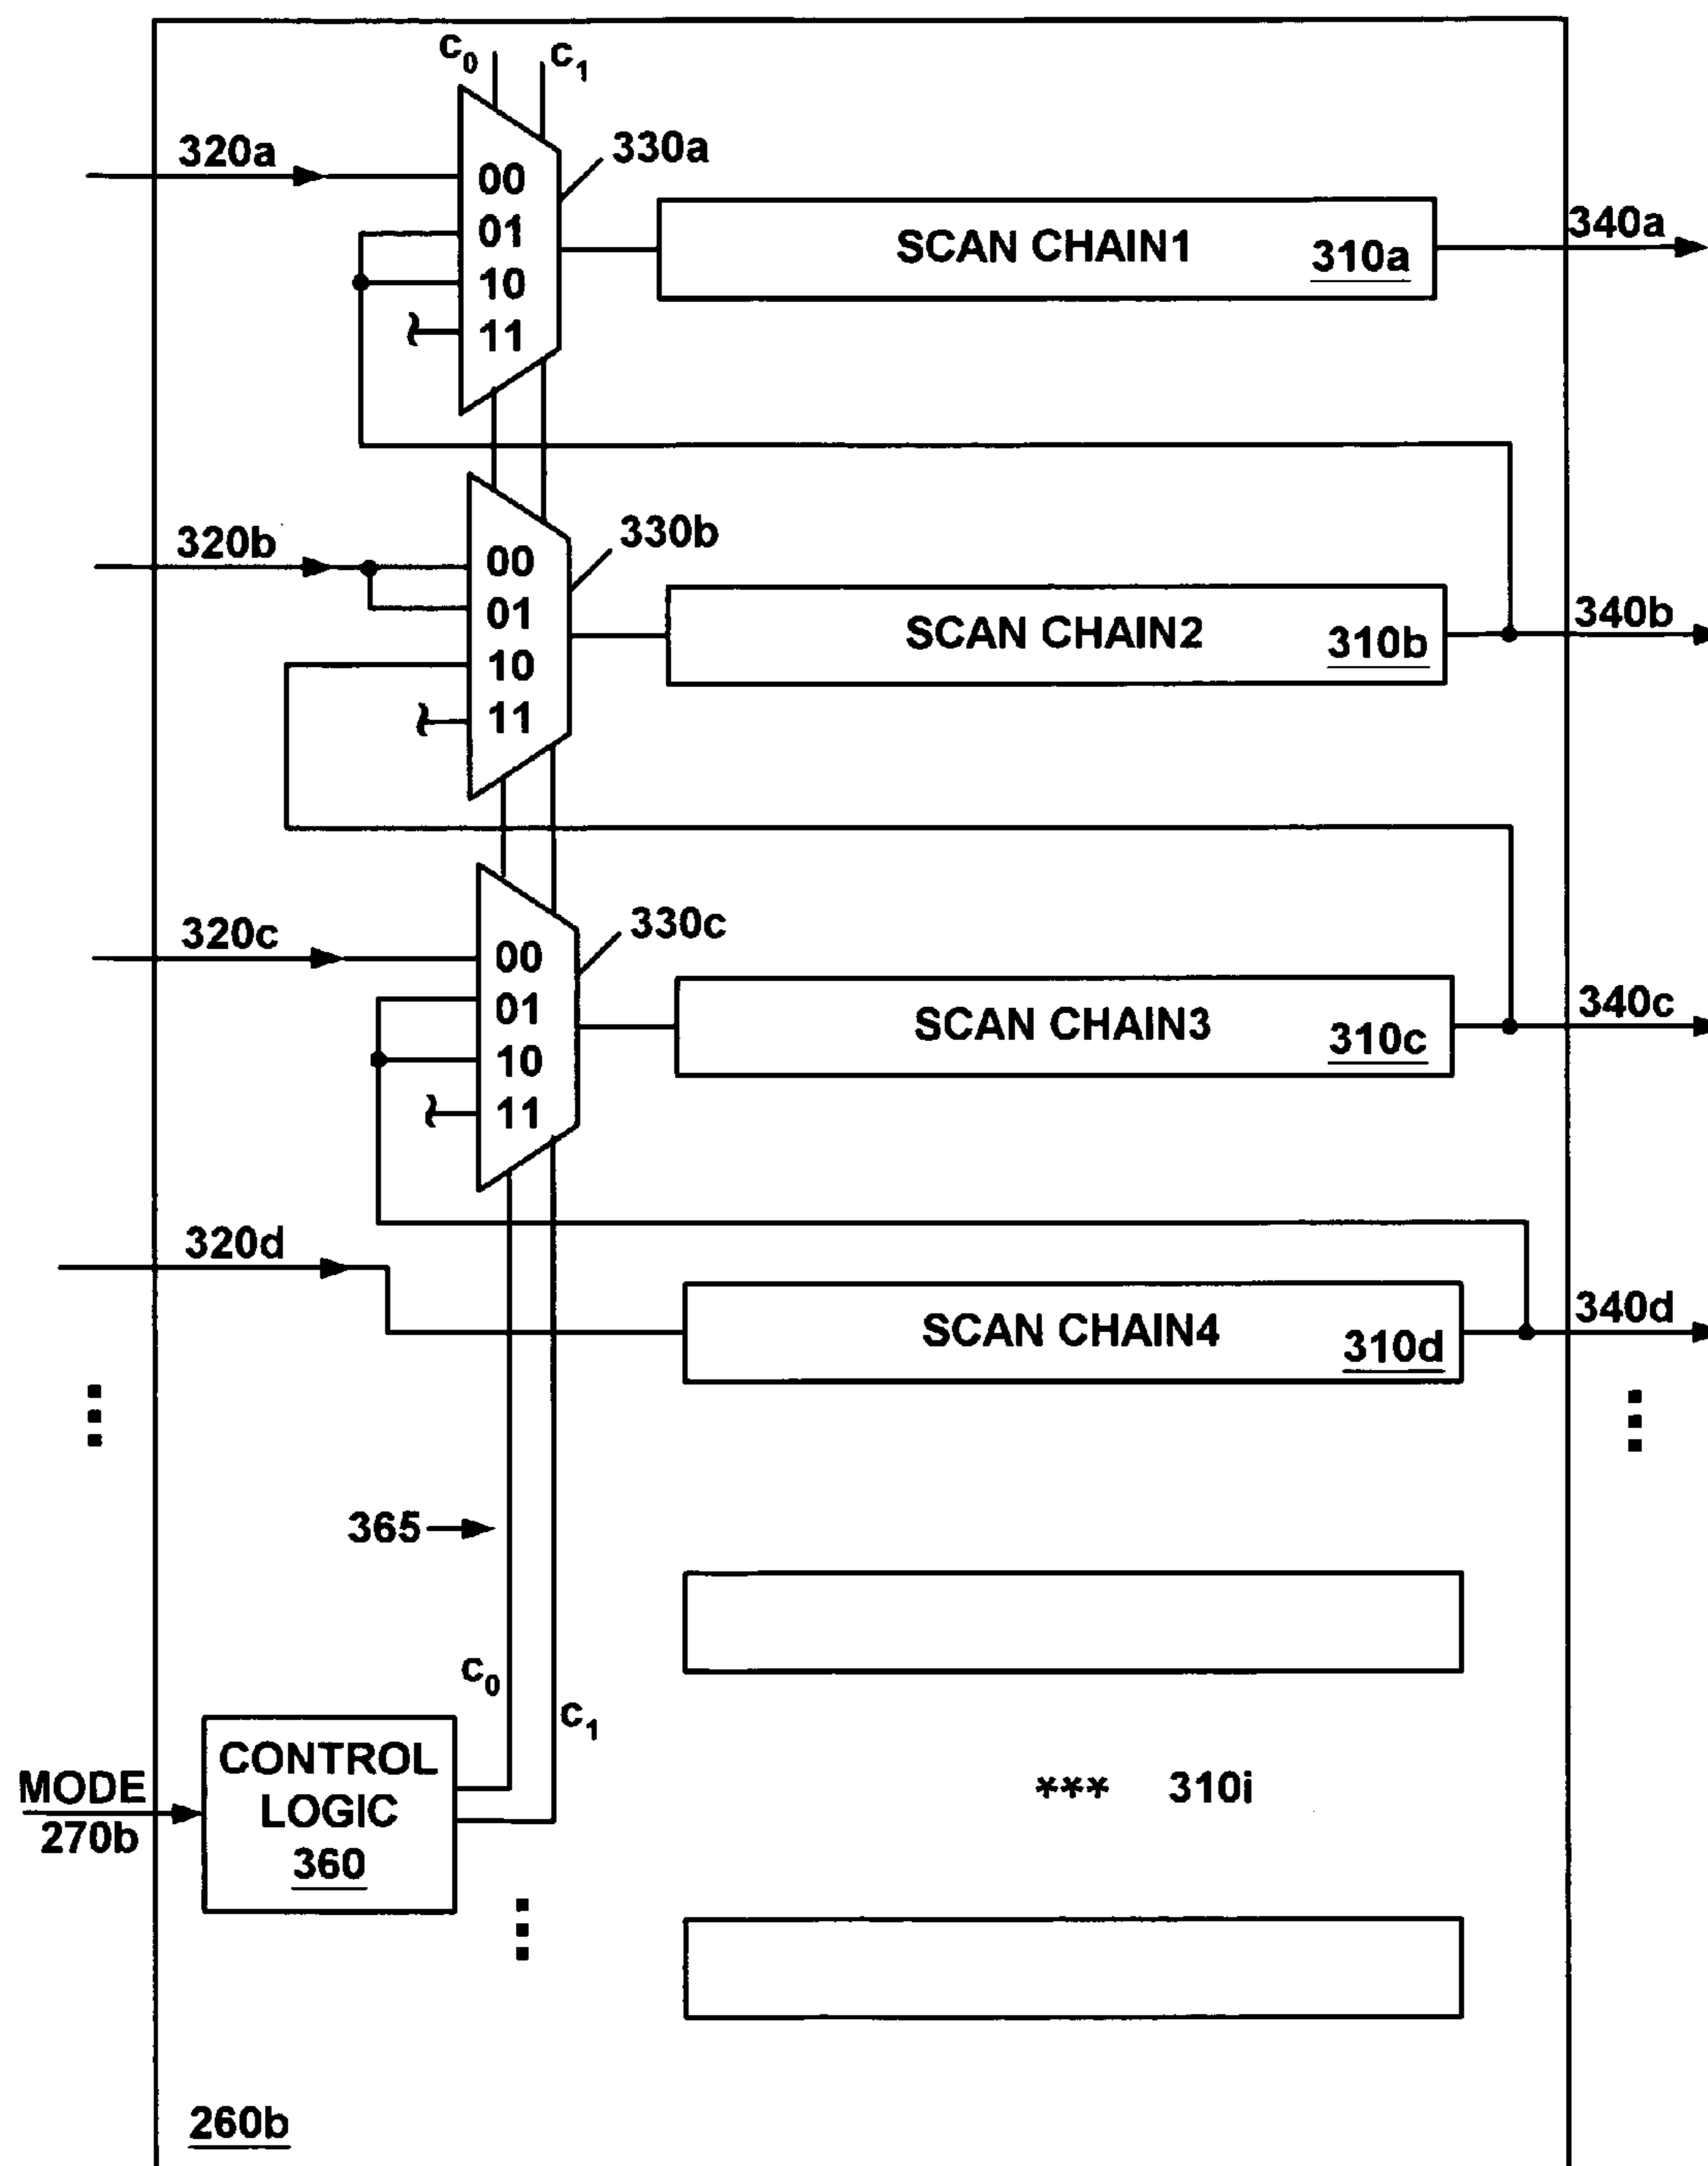 c0
c1
320a
330a
00
01
10
11
SCAN CHAIN1
310a
340a
320b
330b
00
01
10
11
SCAN CHAIN2
310b
340b
320c
330c
00
01
10
11
SCAN CHAIN3
310c
340c
320d
SCAN CHAIN4
310d
340d
365
c0
c1
MODE
270b
CONTROL
LOGIC
360
*** 310i
260b